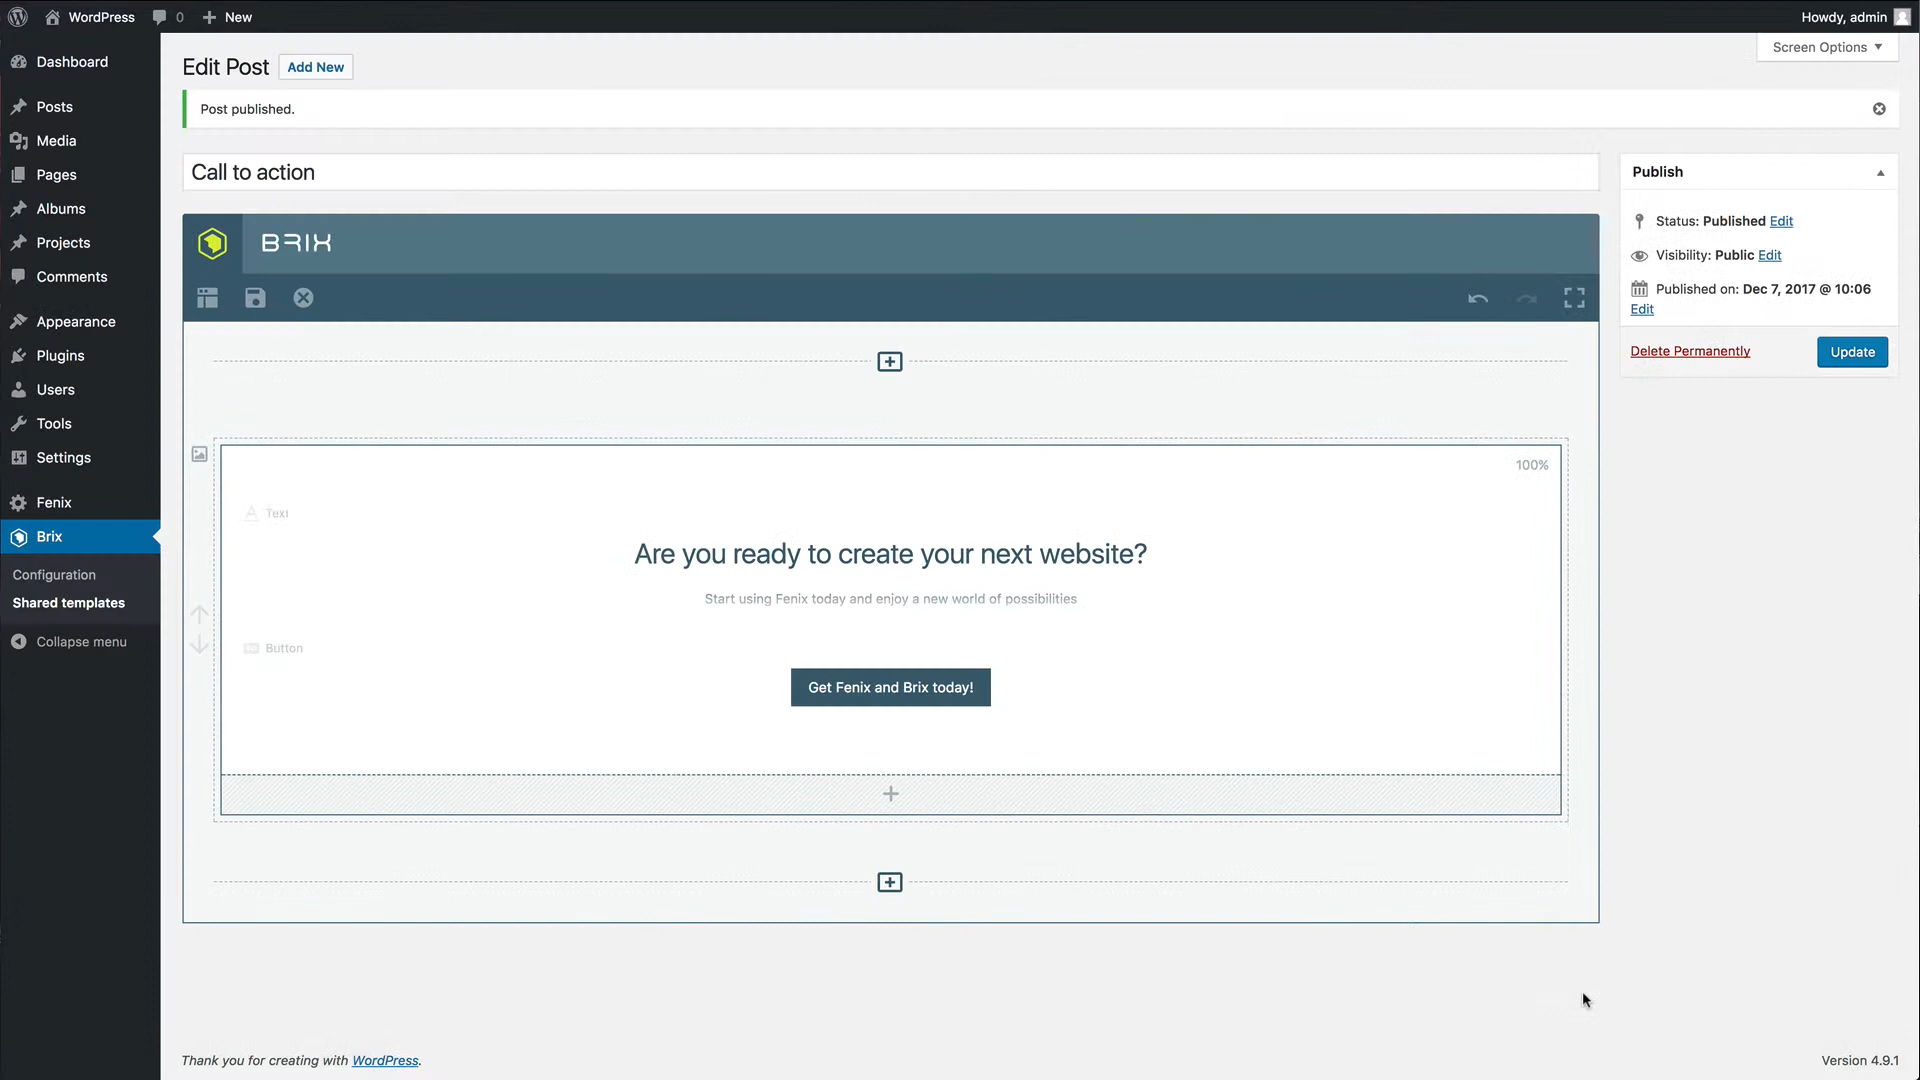 WordPress 0 New Howdy, admin
Screen Options
Dashboard
Posts
Media
Pages
Albums
Projects
Comments
Appearance
Plugins
Users
Tools
Settings
Fenix
Brix
Configuration
Shared templates
Collapse menu
Edit Post Add New
Post published.
Call to action
BRIX
100%
Text
Are you ready to create your next website?
Start using Fenix today and enjoy a new world of possibilities
Button
Get Fenix and Brix today!
Publish
Status: Published Edit
Visibility: Public Edit
Published on: Dec 7, 2017 @ 10:06
Edit
Delete Permanently Update
Thank you for creating with WordPress.
Version 4.9.1